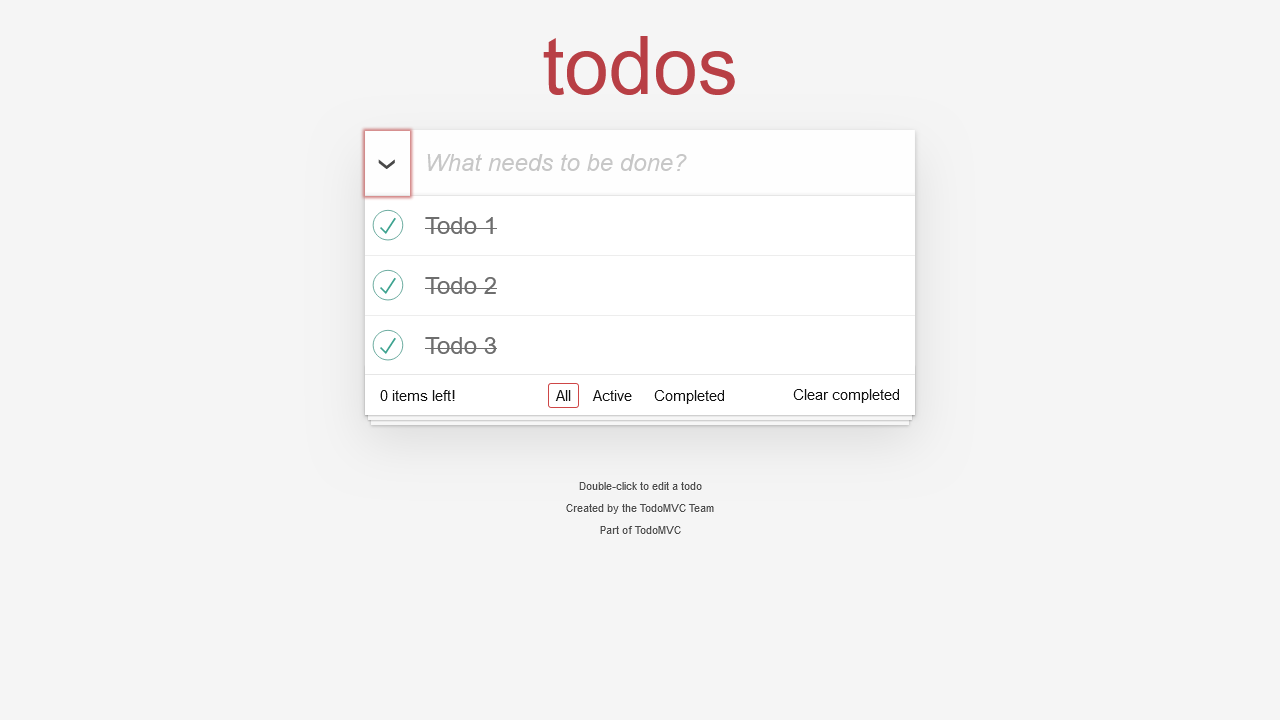 todos
What needs to be done?
Todo 1
Todo 2
Todo 3
0 items left! All Active Completed Clear completed
Double-click to edit a todo
Created by the TodoMVC Team
Part of TodoMVC